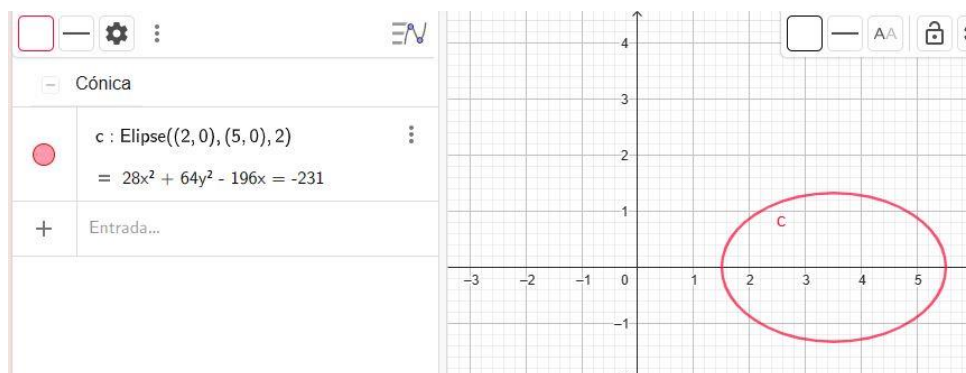 Cónica
c : Elipse((2, 0), (5, 0), 2)
= 28x² + 64y² - 196x = -231
+ Entrada...
AA
4
3
2
1
c
−3 −2 −1 0 1 2 3 4 5
−1